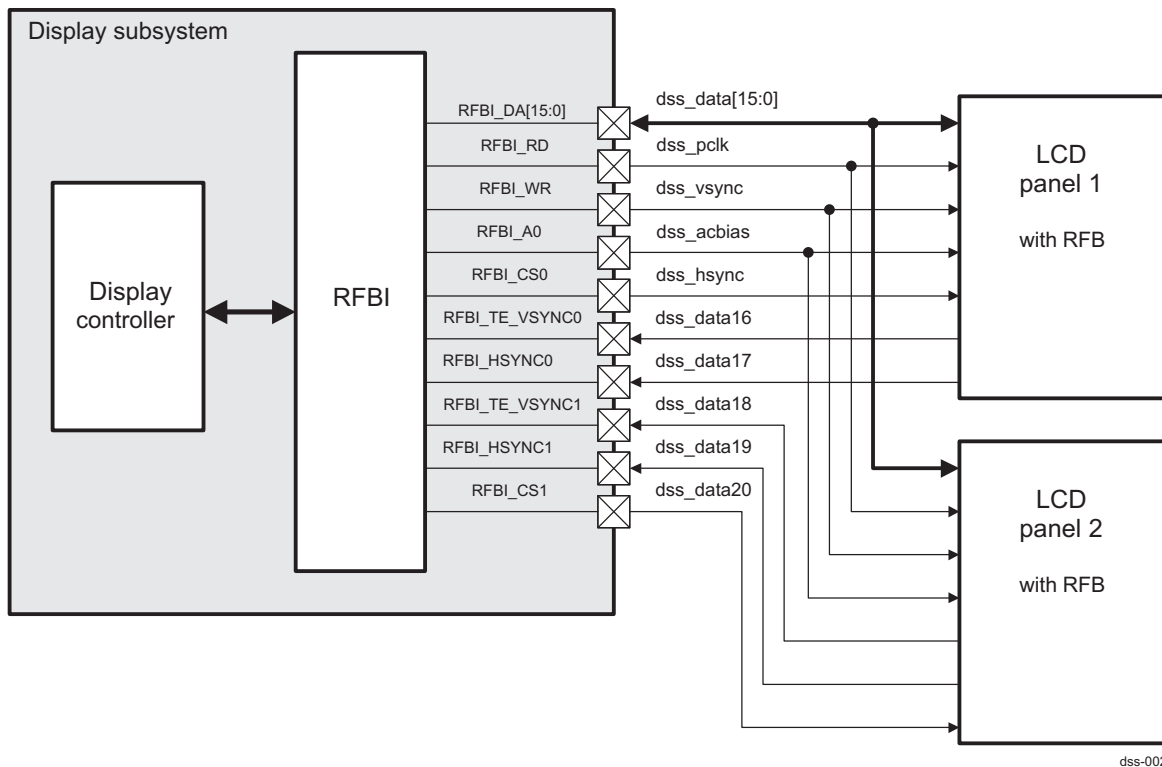 Display subsystem
Display
controller
RFBI
RFBI_DA[15:0]
RFBI_RD
RFBI_WR
RFBI_A0
RFBI_CS0
RFBI_TE_VSYNC0
RFBI_HSYNC0
RFBI_TE_VSYNC1
RFBI_HSYNC1
RFBI_CS1
dss_data[15:0]
dss_pclk
dss_vsync
dss_acbias
dss_hsync
dss_data16
dss_data17
dss_data18
dss_data19
dss_data20
LCD
panel 1
with RFB
LCD
panel 2
with RFB
dss-002